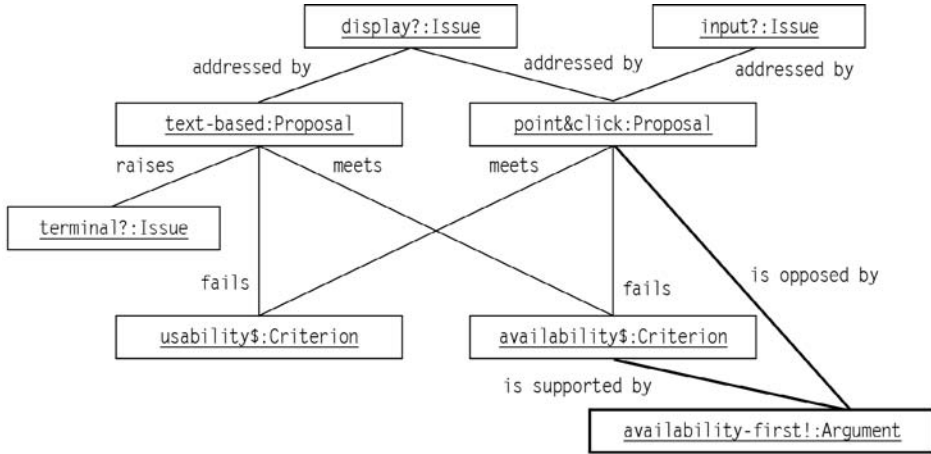 display?:Issue
input?:Issue
addressed by
addressed by
addressed by
text-based:Proposal
point&click:Proposal
raises
meets
meets
terminal?:Issue
is opposed by
fails
fails
usability$:Criterion
availability$:Criterion
is supported by
availability-first!:Argument